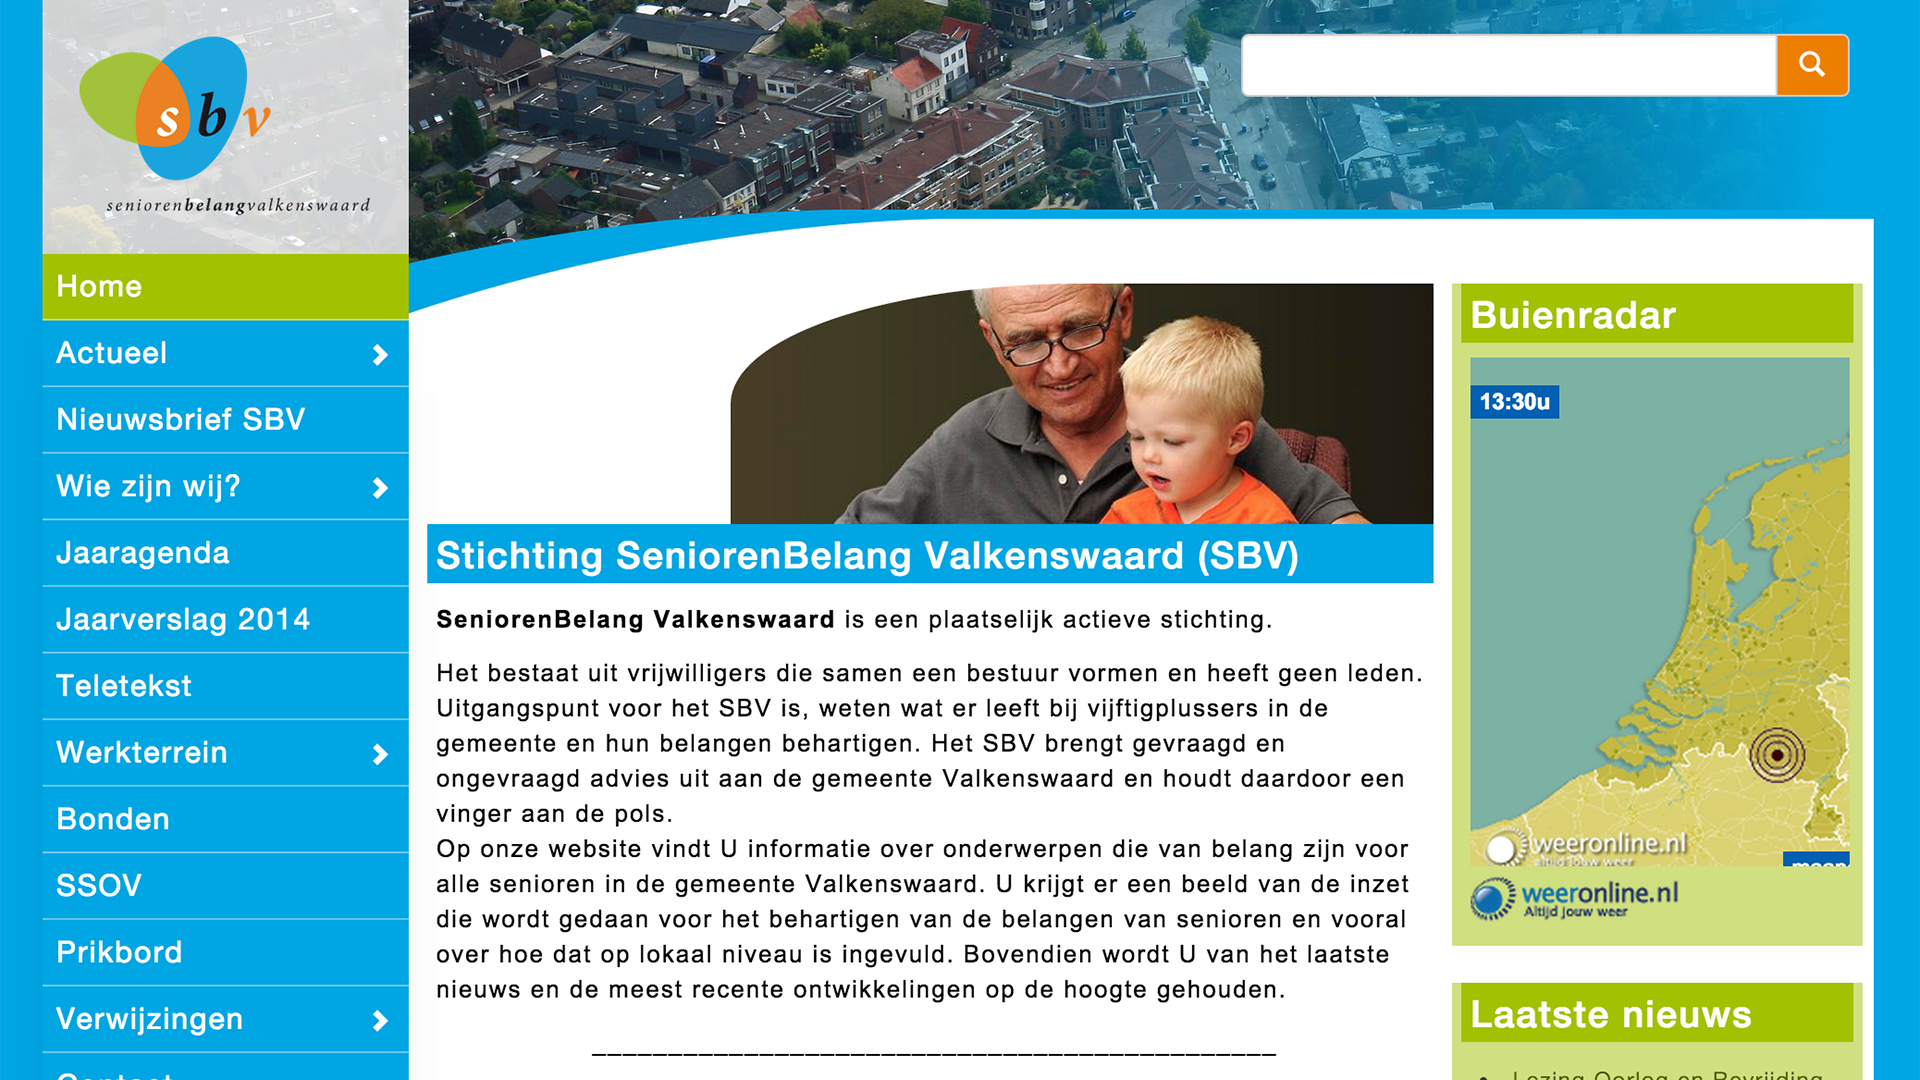 sbv
seniorenbelangvalkenswaard
Home
Actueel
Nieuwsbrief SBV
Wie zijn wij?
Jaaragenda
Jaarverslag 2014
Teletekst
Werkterrein
Bonden
SSOV
Prikbord
Verwijzingen
Contact
Stichting SeniorenBelang Valkenswaard (SBV)
SeniorenBelang Valkenswaard is een plaatselijk actieve stichting.
Het bestaat uit vrijwilligers die samen een bestuur vormen en heeft geen leden.
Uitgangspunt voor het SBV is, weten wat er leeft bij vijftigplussers in de
gemeente en hun belangen behartigen. Het SBV brengt gevraagd en
ongevraagd advies uit aan de gemeente Valkenswaard en houdt daardoor een
vinger aan de pols.
Op onze website vindt U informatie over onderwerpen die van belang zijn voor
alle senioren in de gemeente Valkenswaard. U krijgt er een beeld van de inzet
die wordt gedaan voor het behartigen van de belangen van senioren en vooral
over hoe dat op lokaal niveau is ingevuld. Bovendien wordt U van het laatste
nieuws en de meest recente ontwikkelingen op de hoogte gehouden.
Buienradar
13:30u
weeronline.nl
altijd jouw weer
weeronline.nl
Altijd jouw weer
Laatste nieuws
Lezing Oorlog en Bevrijding